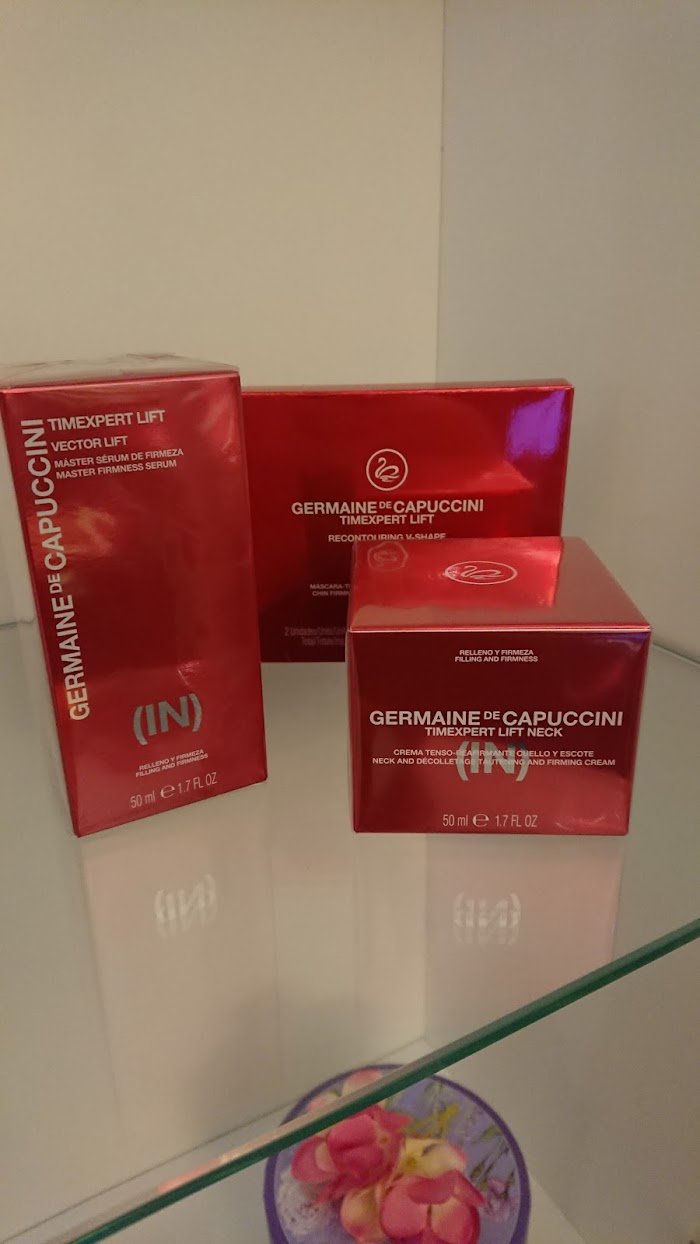 GERMAINE DE CAPUCCINI
TIMEXPERT LIFT
VECTOR LIFT
MÁSTER SÉRUM DE FIRMEZA
MASTER FIRMNESS SERUM
(IN)
RELLENO Y FIRMEZA
FILLING AND FIRMNESS
50 ml e 1.7 FL OZ
GERMAINE DE CAPUCCINI
TIMEXPERT LIFT
RECONTOURING V-SHAPE
MASCARA-T
CHIN FIRM
RELLENO Y FIRMEZA
FILLING AND FIRMNESS
GERMAINE DE CAPUCCINI
TIMEXPERT LIFT NECK
CREMA TENSO-REAFIRMANTE CUELLO Y ESCOTE
NECK AND DÉCOLLETAGE TAUTENING AND FIRMING CREAM
(IN)
50 ml e 1.7 FL OZ